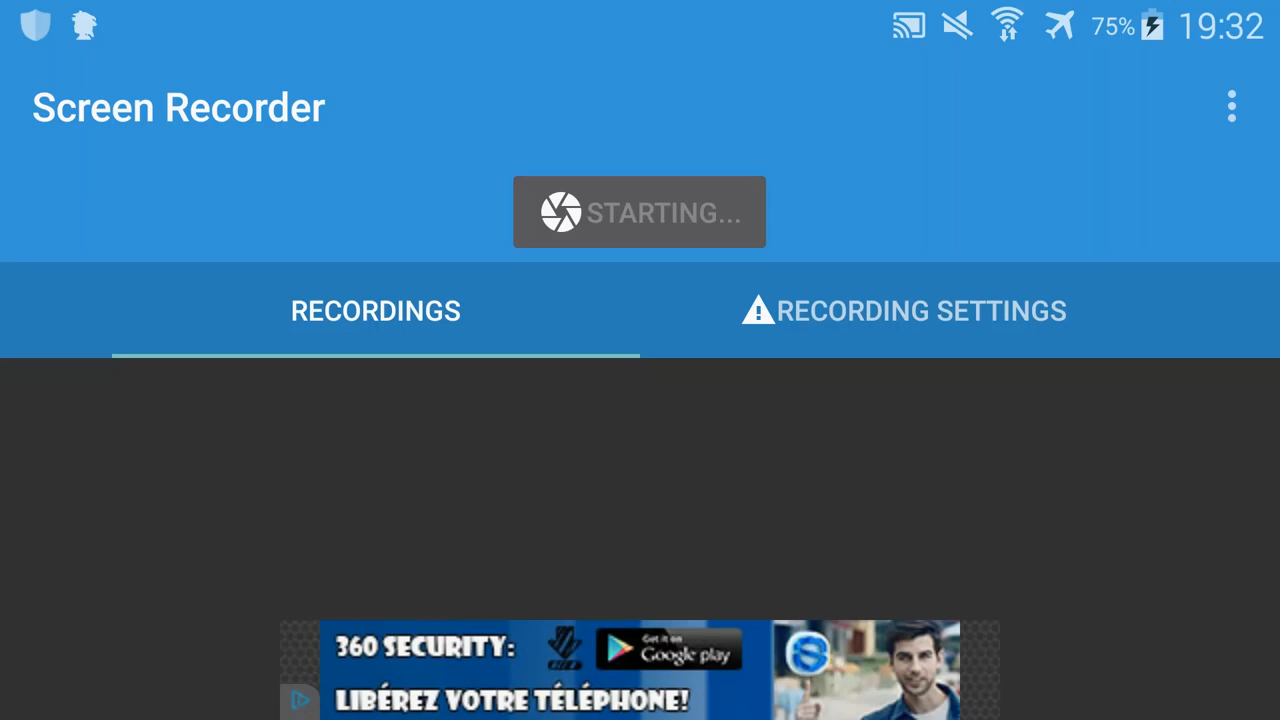 75% 19:32
Screen Recorder
STARTING...
RECORDINGS RECORDING SETTINGS
360 SECURITY: Get it on Google play
LIBÉREZ VOTRE TÉLÉPHONE!